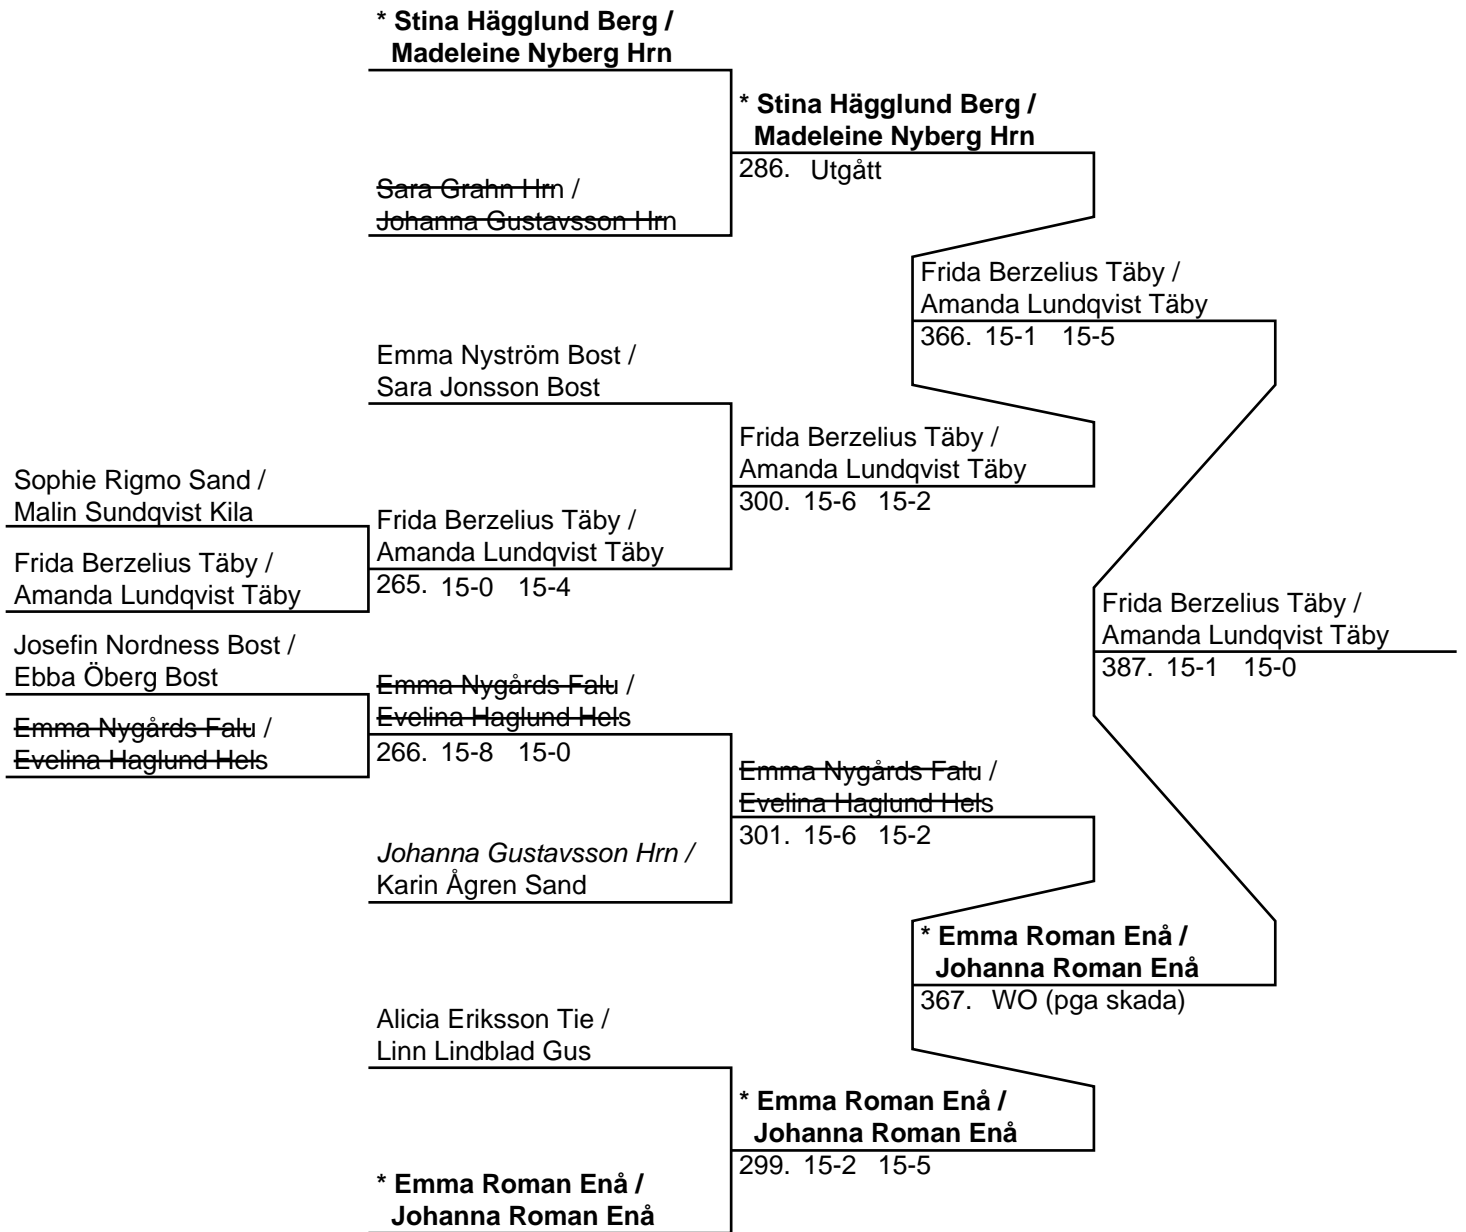 * Stina Hägglund Berg /
Madeleine Nyberg Hrn
* Stina Hägglund Berg /
Madeleine Nyberg Hrn
286. Utgått
Sara Grahn Hrn /
Johanna Gustavsson Hrn
Frida Berzelius Täby /
Amanda Lundqvist Täby
366. 15-1 15-5
Emma Nyström Bost /
Sara Jonsson Bost
Frida Berzelius Täby /
Amanda Lundqvist Täby
300. 15-6 15-2
Sophie Rigmo Sand /
Malin Sundqvist Kila
Frida Berzelius Täby /
Amanda Lundqvist Täby
265. 15-0 15-4
Frida Berzelius Täby /
Amanda Lundqvist Täby
Frida Berzelius Täby /
Amanda Lundqvist Täby
387. 15-1 15-0
Josefin Nordness Bost /
Ebba Öberg Bost
Emma Nygårds Falu /
Evelina Haglund Hels
266. 15-8 15-0
Emma Nygårds Falu /
Evelina Haglund Hels
Emma Nygårds Falu /
Evelina Haglund Hels
301. 15-6 15-2
Johanna Gustavsson Hrn /
Karin Ågren Sand
* Emma Roman Enå /
Johanna Roman Enå
367. WO (pga skada)
Alicia Eriksson Tie /
Linn Lindblad Gus
* Emma Roman Enå /
Johanna Roman Enå
299. 15-2 15-5
* Emma Roman Enå /
Johanna Roman Enå